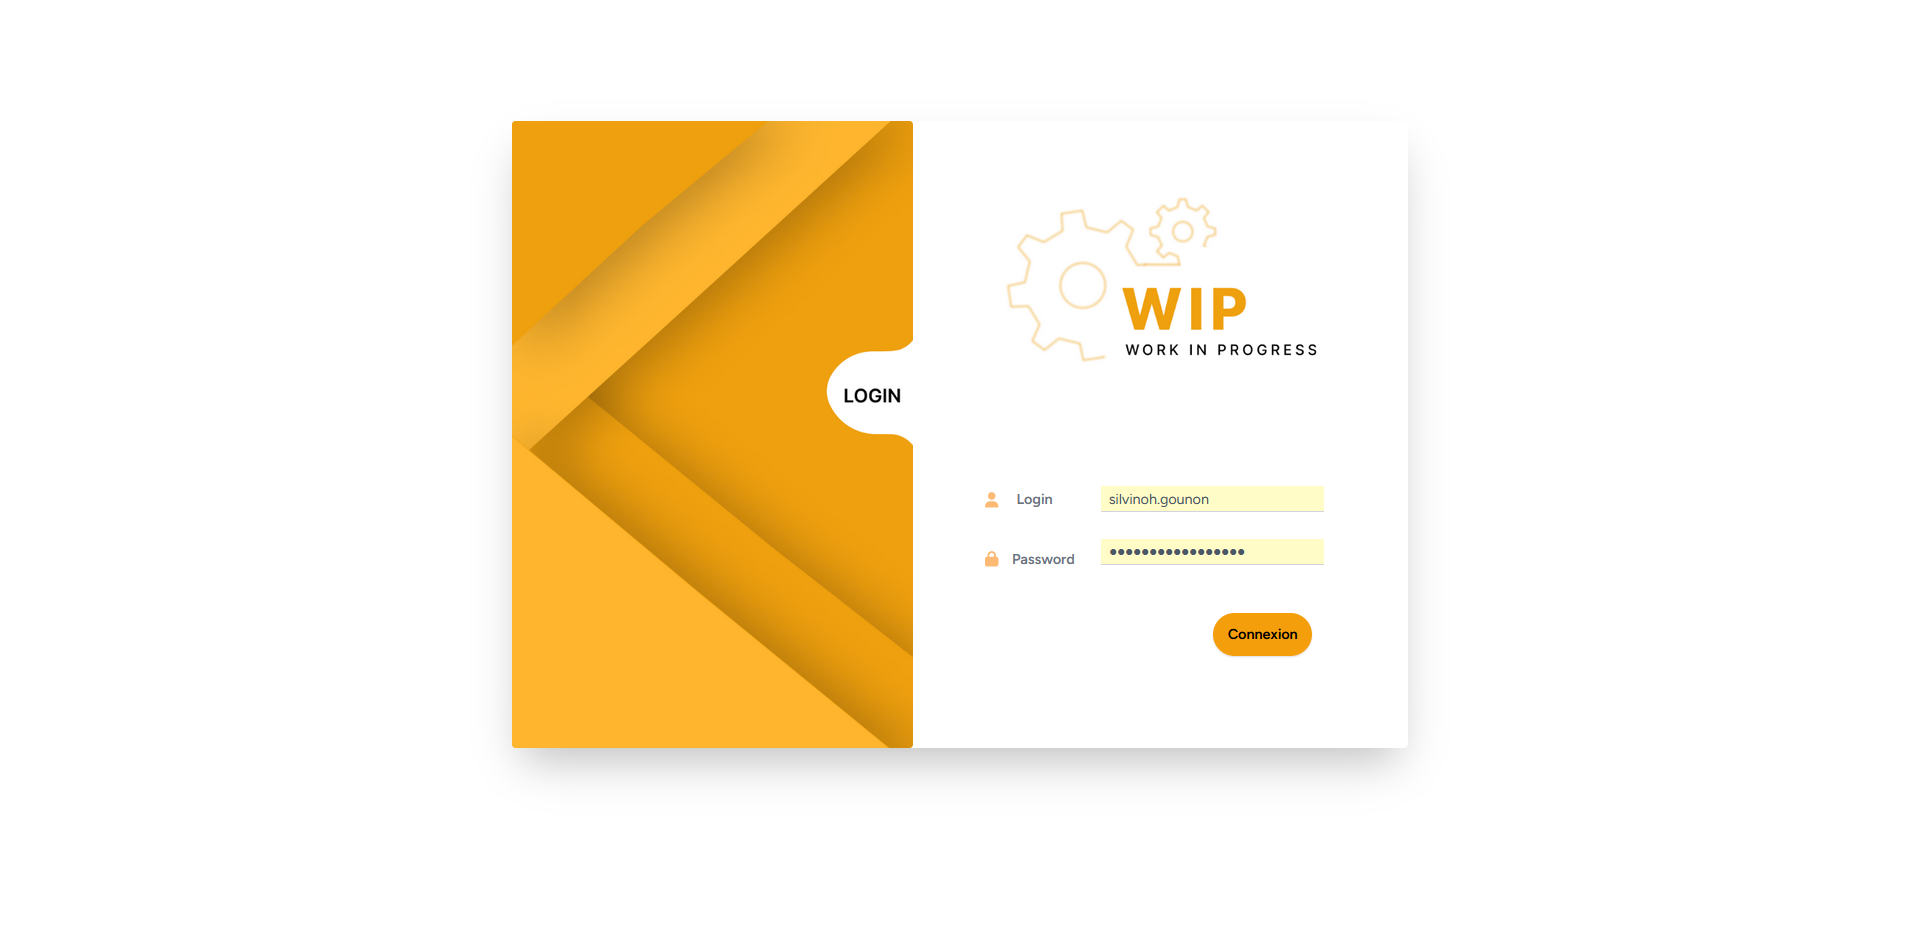 LOGIN
WIP
WORK IN PROGRESS
Login
silvinoh.gounon
Password
•••••••••••••••••
Connexion